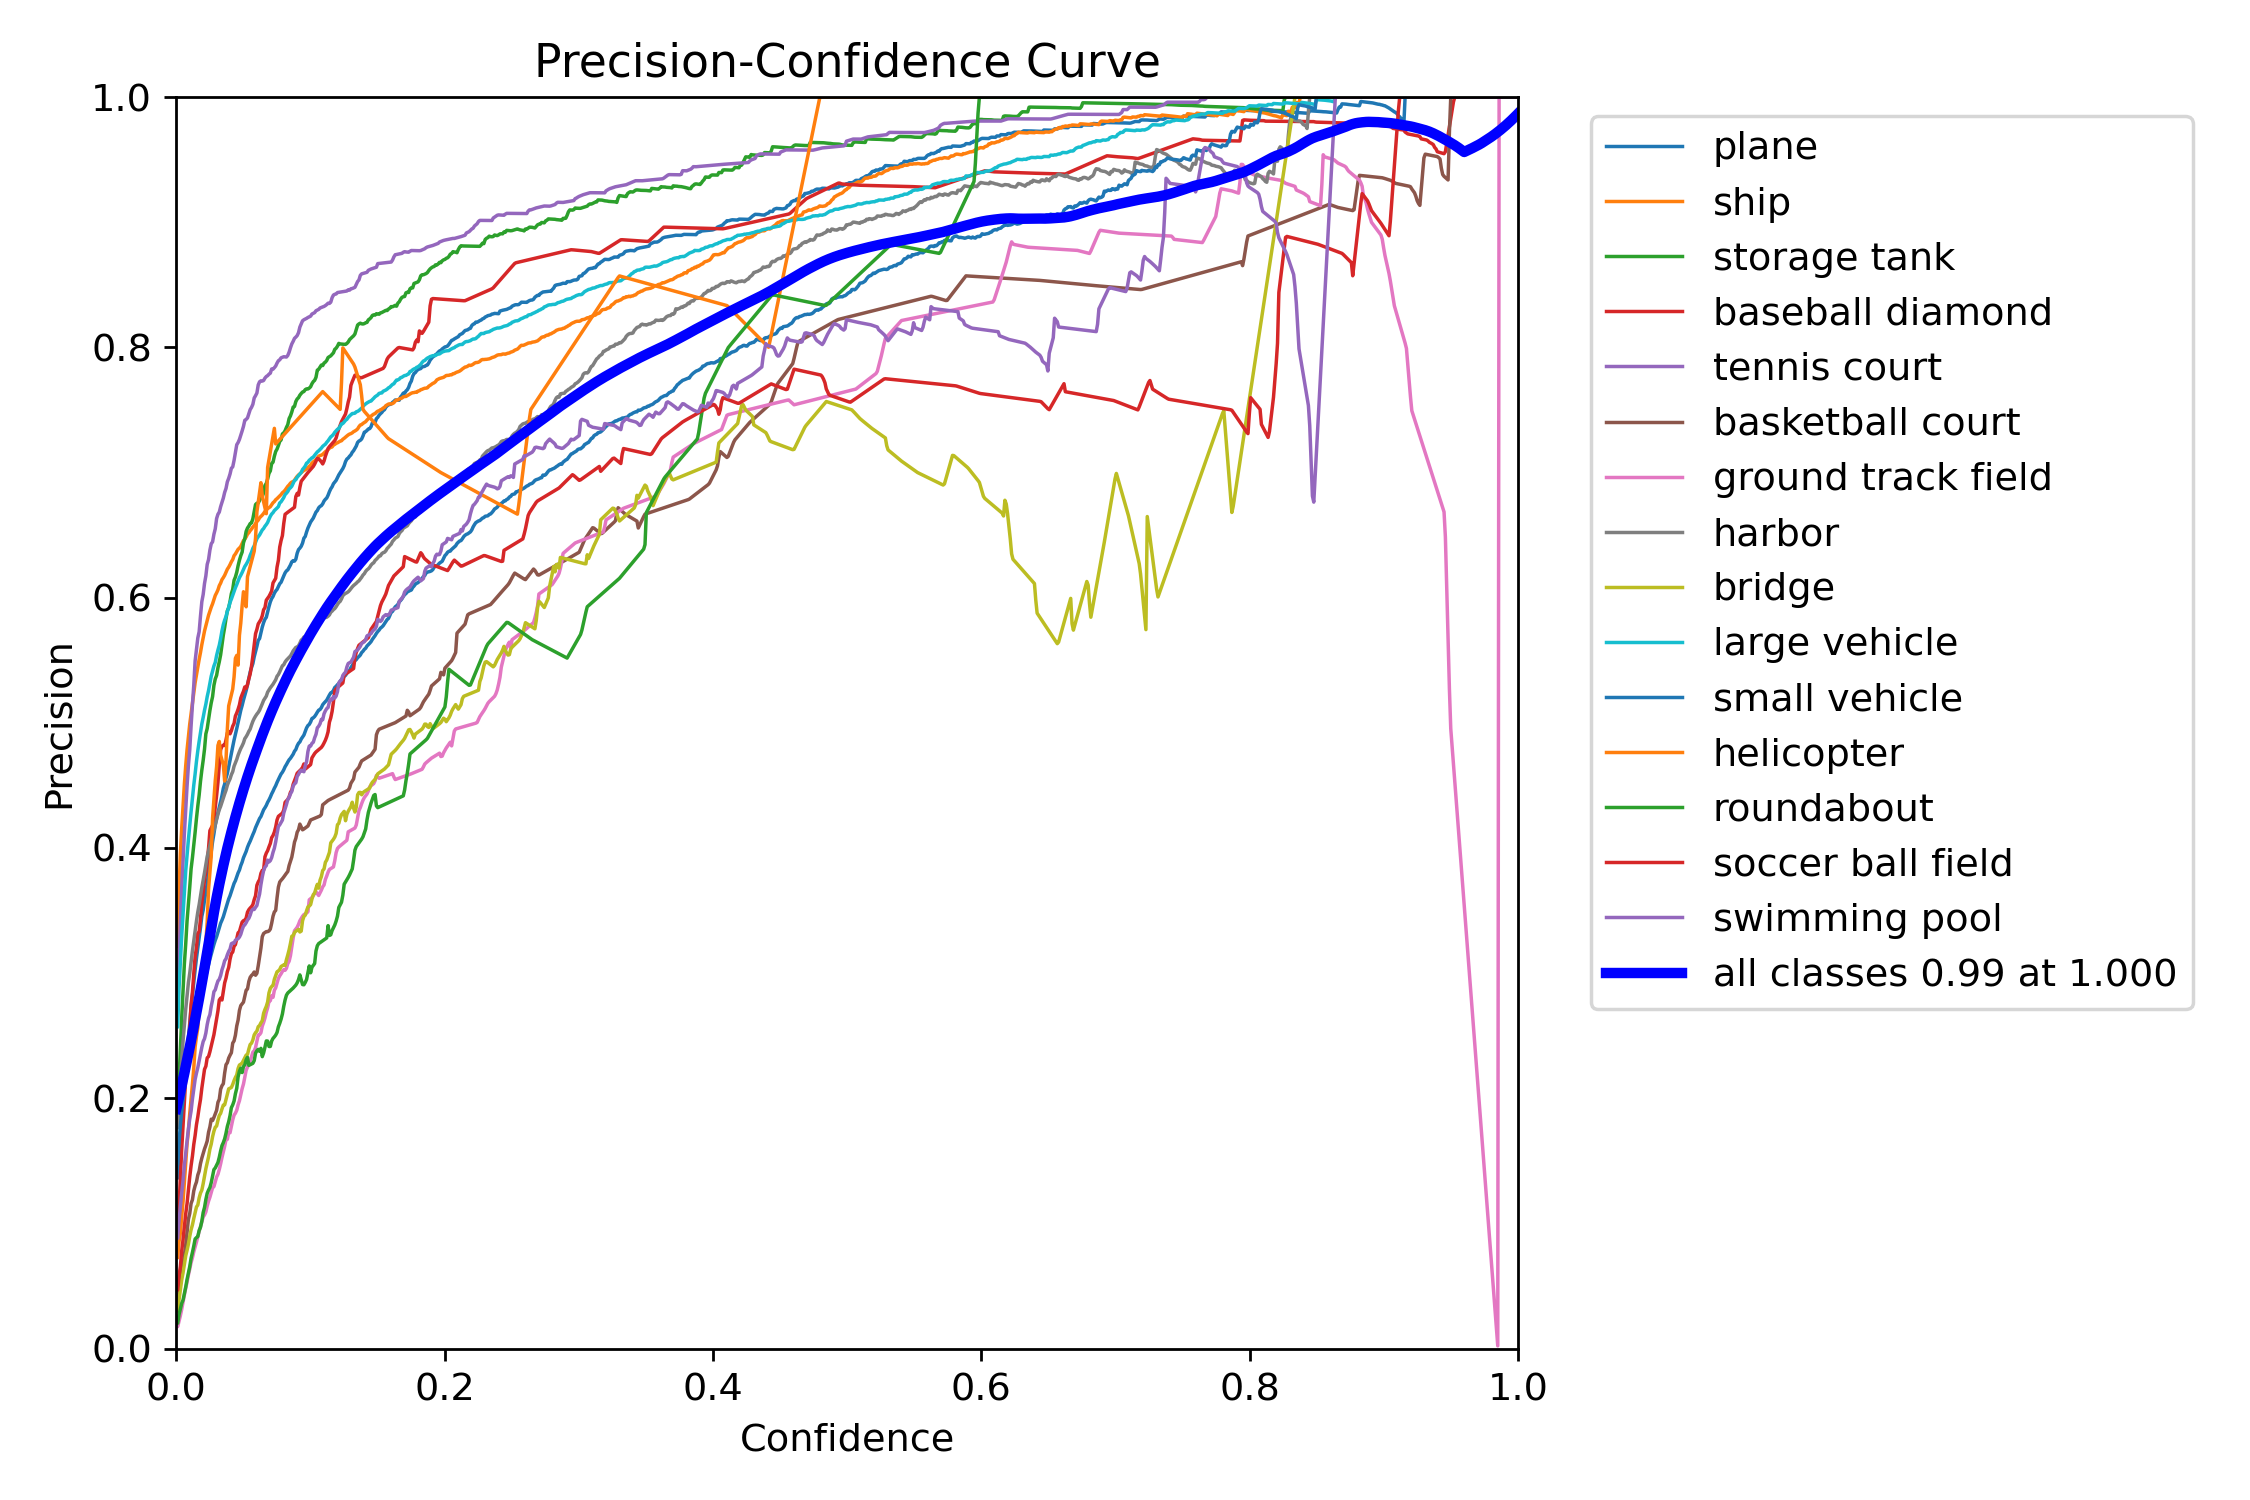 Precision-Confidence Curve
1.0
0.8
0.6
0.4
0.2
0.0
Precision
0.0 0.2 0.4 0.6 0.8 1.0
Confidence
plane
ship
storage tank
baseball diamond
tennis court
basketball court
ground track field
harbor
bridge
large vehicle
small vehicle
helicopter
roundabout
soccer ball field
swimming pool
all classes 0.99 at 1.000